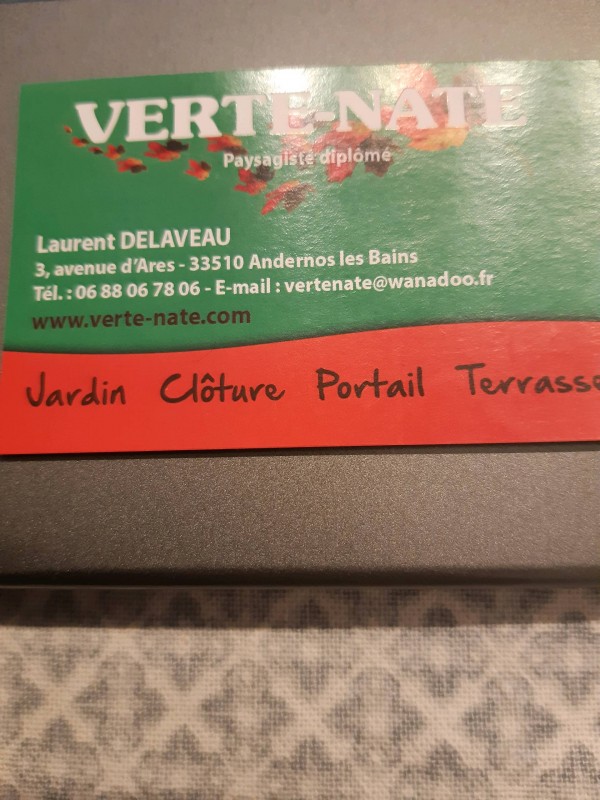 VERTE-NATE
Paysagiste diplômé
Laurent DELAVEAU
3, avenue d'Ares - 33510 Andernos les Bains
Tél. : 06 88 06 78 06 - E-mail : vertenate@wanadoo.fr
www.verte-nate.com
Jardin Clôture Portail Terrasse